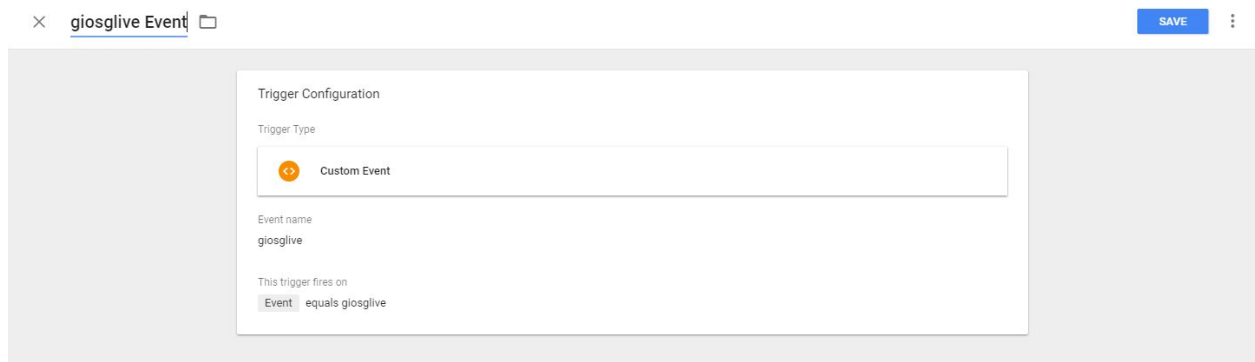 giosglive Event
SAVE
Trigger Configuration
Trigger Type
Custom Event
Event name
giosglive
This trigger fires on
Event equals giosglive